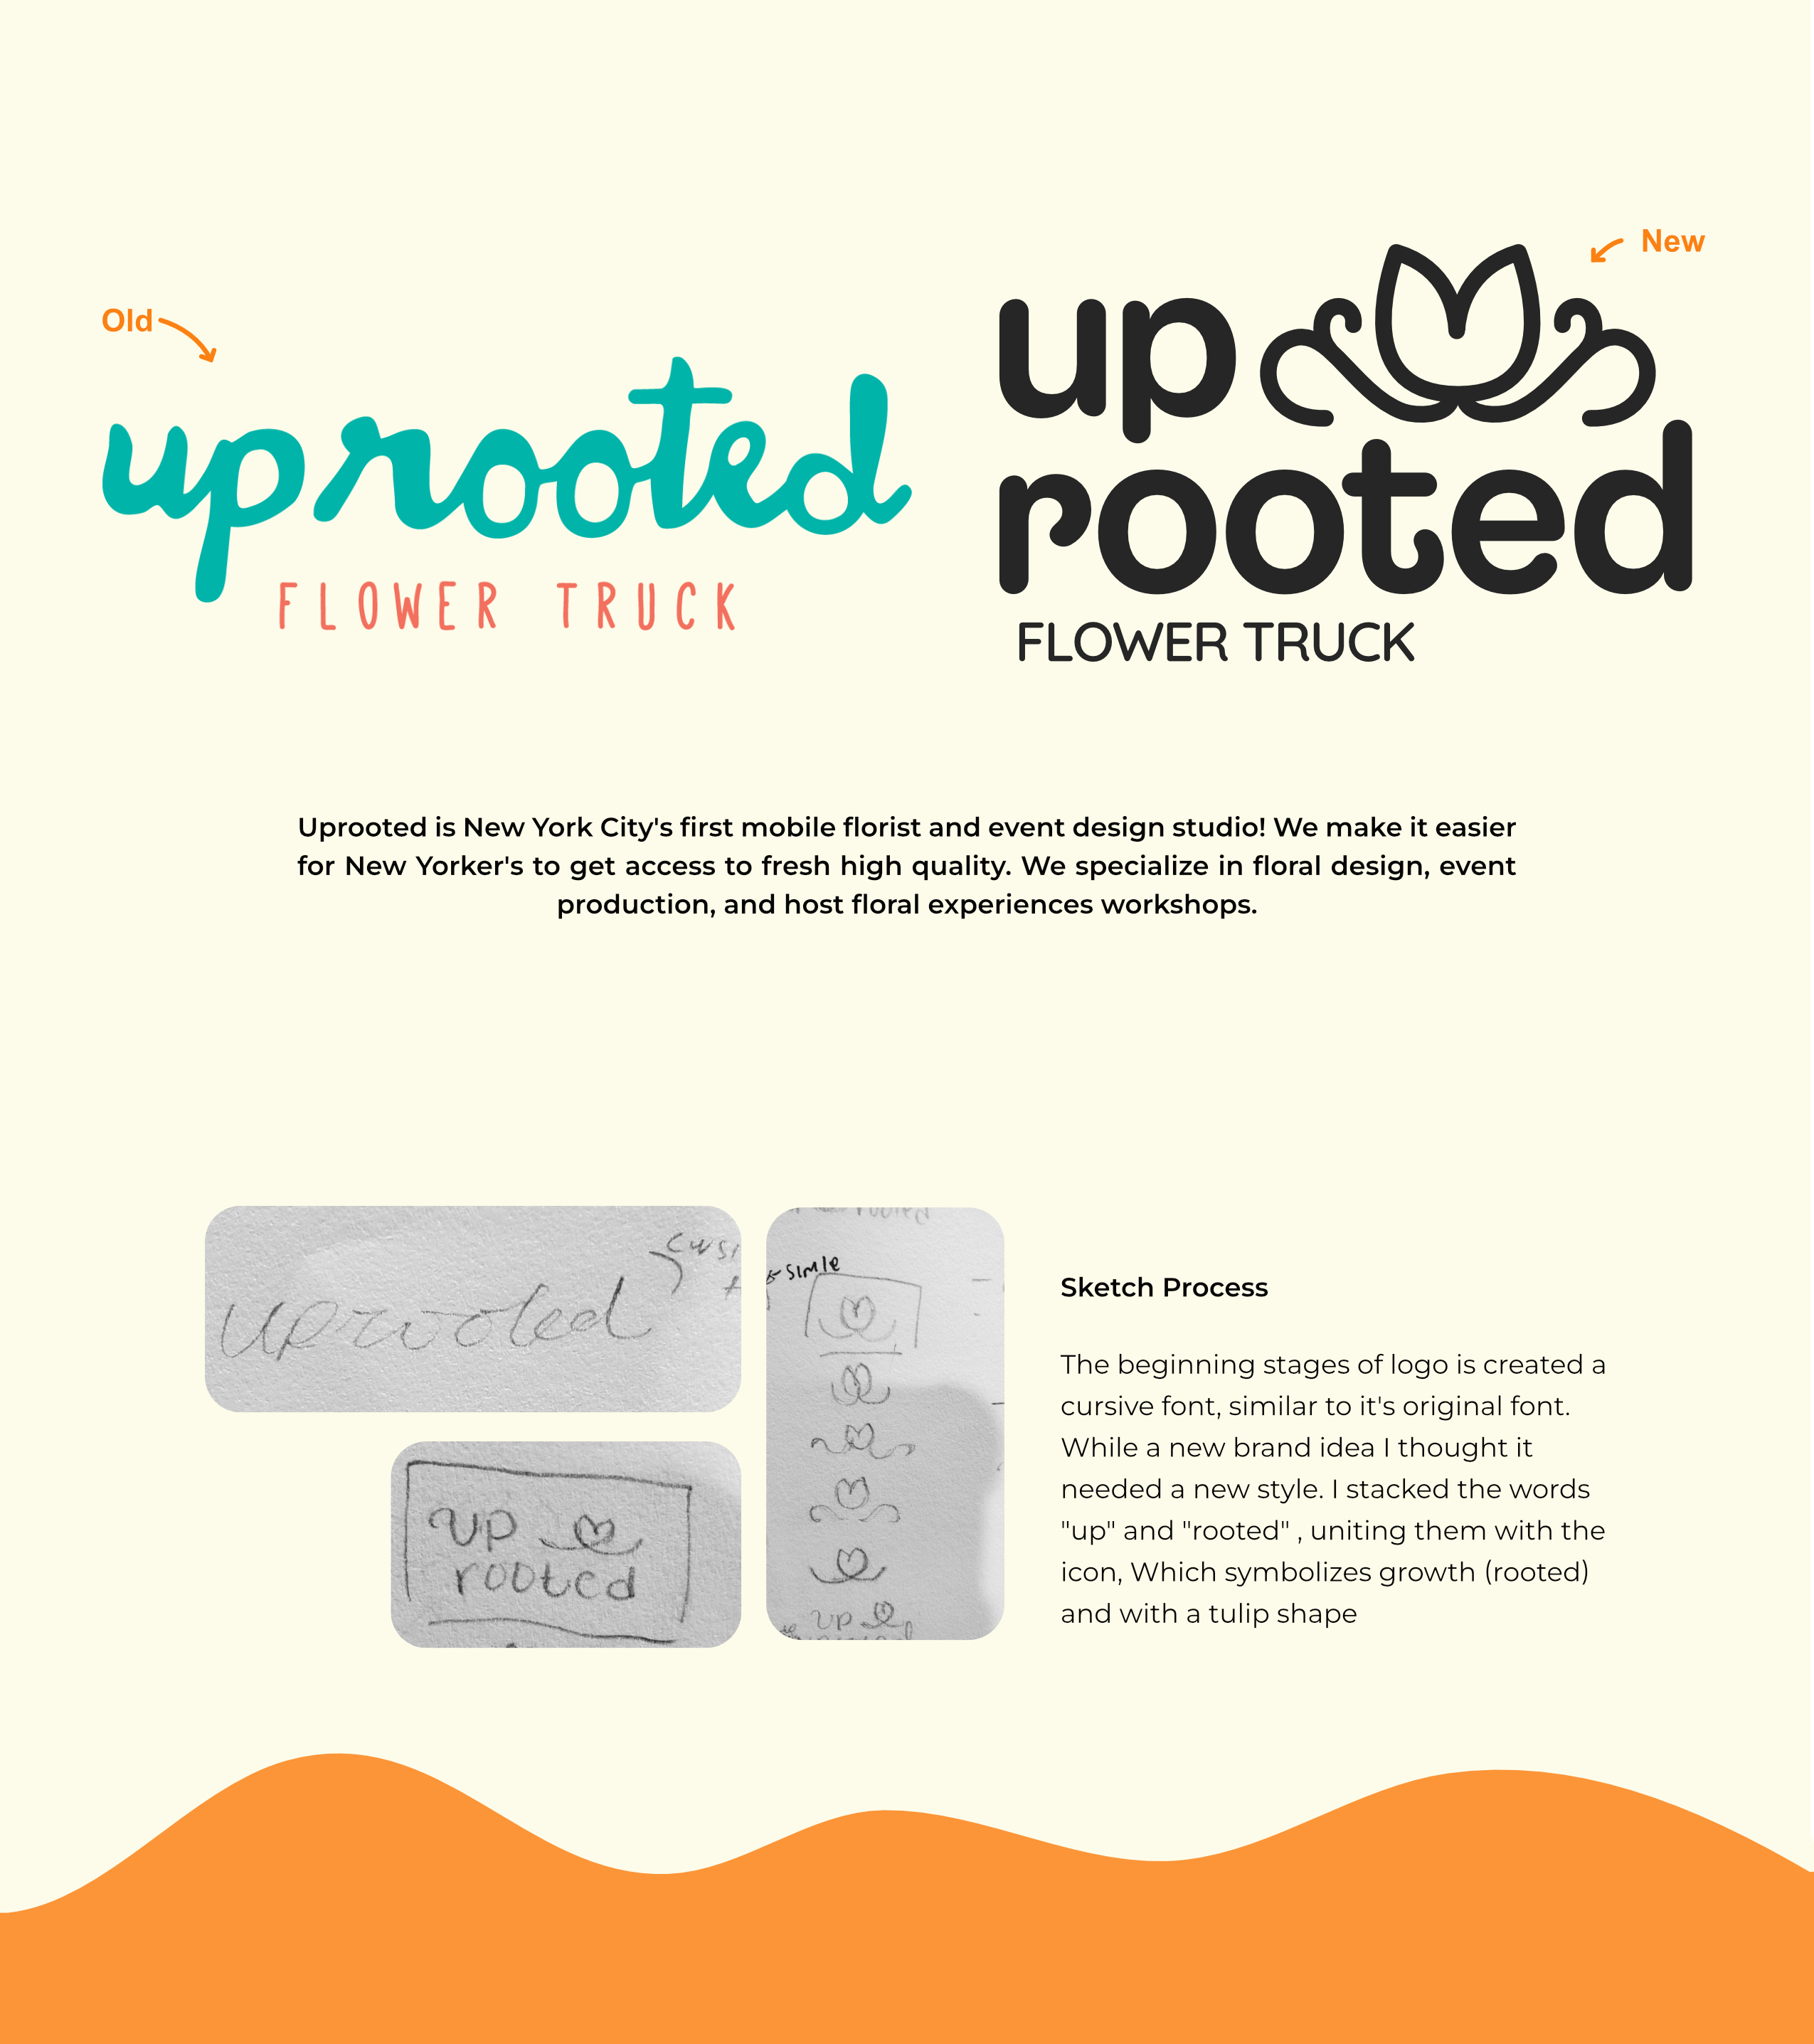 Old
New
uprooted
FLOWER TRUCK
up
rooted
FLOWER TRUCK
Uprooted is New York City's first mobile florist and event design studio! We make it easier
for New Yorker's to get access to fresh high quality. We specialize in floral design, event
production, and host floral experiences workshops.
uprooted
up
rooted
rooted
simle
up
Sketch Process
The beginning stages of logo is created a
cursive font, similar to it's original font.
While a new brand idea I thought it
needed a new style. I stacked the words
"up" and "rooted" , uniting them with the
icon, Which symbolizes growth (rooted)
and with a tulip shape